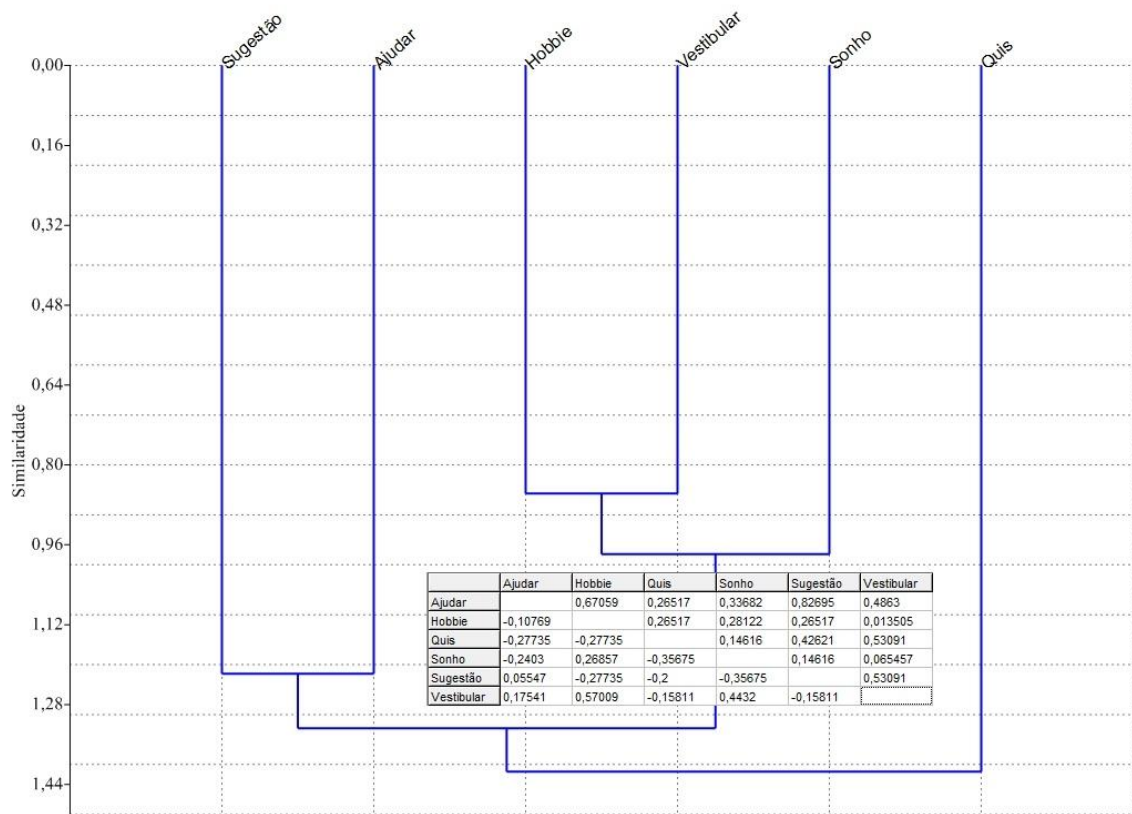 Sugestão
Ajudar
Hobbie
Vestibular
Sonho
Quis
0,00
0,16
0,32
0,48
0,64
0,80
0,96
1,12
1,28
1,44
Similaridade
Ajudar Hobbie Quis Sonho Sugestão Vestibular
Ajudar 0,67059 0,26517 0,33682 0,82695 0,4863
Hobbie -0,10769 0,26517 0,28122 0,26517 0,013505
Quis -0,27735 -0,27735 0,14616 0,42621 0,53091
Sonho -0,2403 0,26857 -0,35675 0,14616 0,065457
Sugestão 0,05547 -0,27735 -0,2 -0,35675 0,53091
Vestibular 0,17541 0,57009 -0,15811 0,4432 -0,15811